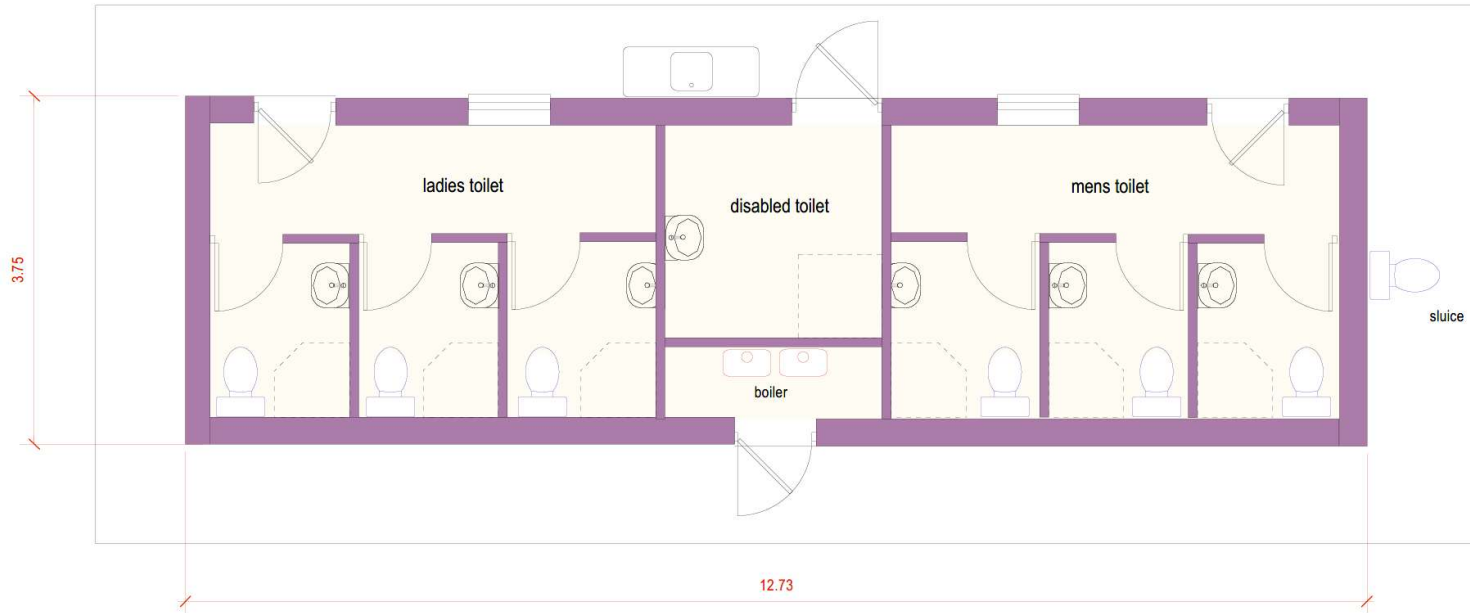 ladies toilet
disabled toilet
mens toilet
3.75
sluice
boiler
12.73